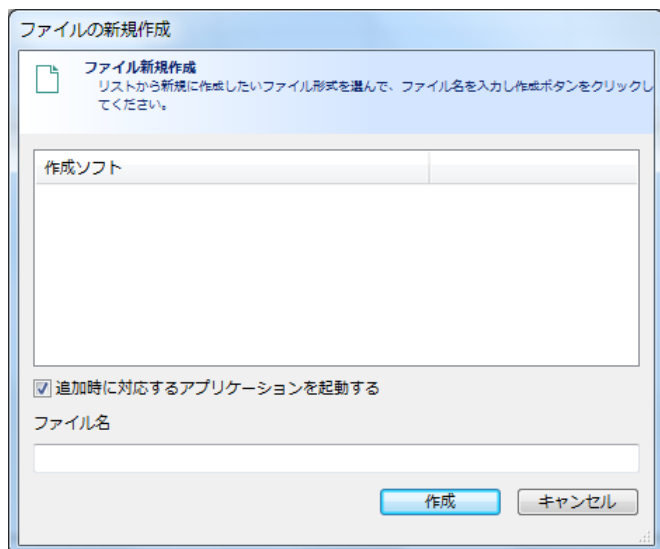 ファイルの新規作成
ファイル新規作成
リストから新規に作成したいファイル形式を選んで、ファイル名を入力し作成ボタンをクリックし
てください。
作成ソフト
追加時に対応するアプリケーションを起動する
ファイル名
作成
キャンセル